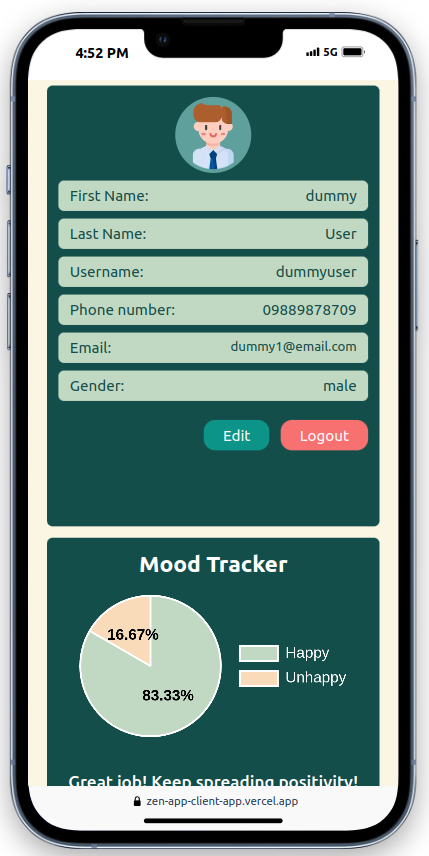 4:52 PM 5G
First Name: dummy
Last Name: User
Username: dummyuser
Phone number: 09889878709
Email: dummy1@email.com
Gender: male
Edit Logout
Mood Tracker
16.67%
83.33%
Happy
Unhappy
Great job! Keep spreading positivity!
zen-app-client-app.vercel.app